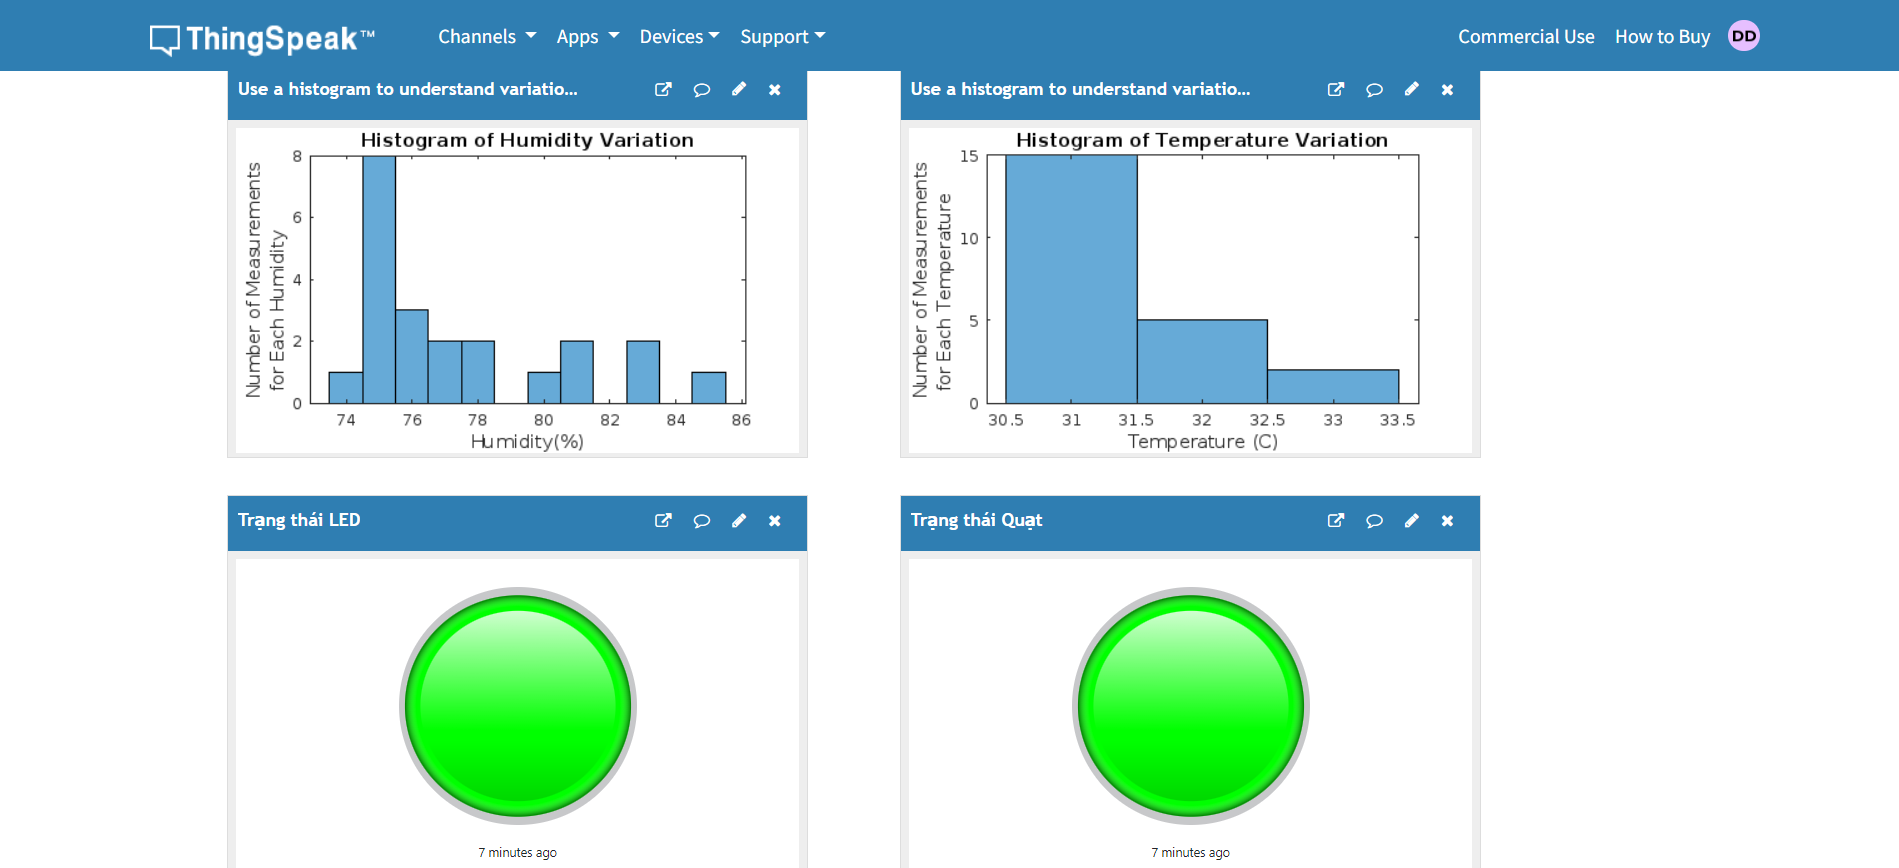 ThingSpeak™ Channels Apps Devices Support Commercial Use How to Buy DD
Use a histogram to understand variatio...
Histogram of Humidity Variation
Number of Measurements
for Each Humidity
8
6
4
2
0
74 76 78 80 82 84 86
Humidity(%)
Use a histogram to understand variatio...
Histogram of Temperature Variation
Number of Measurements
for Each Temperature
15
10
5
0
30.5 31 31.5 32 32.5 33 33.5
Temperature (C)
Trạng thái LED
7 minutes ago
Trạng thái Quạt
7 minutes ago